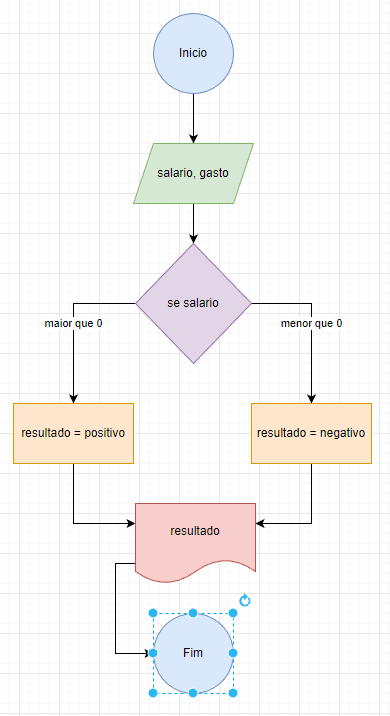 Inicio
salario, gasto
se salario
maior que 0
menor que 0
resultado = positivo
resultado = negativo
resultado
Fim